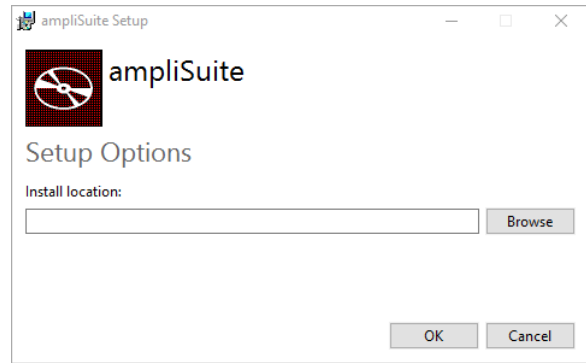 ampliSuite Setup
ampliSuite
Setup Options
Install location:
Browse
OK
Cancel